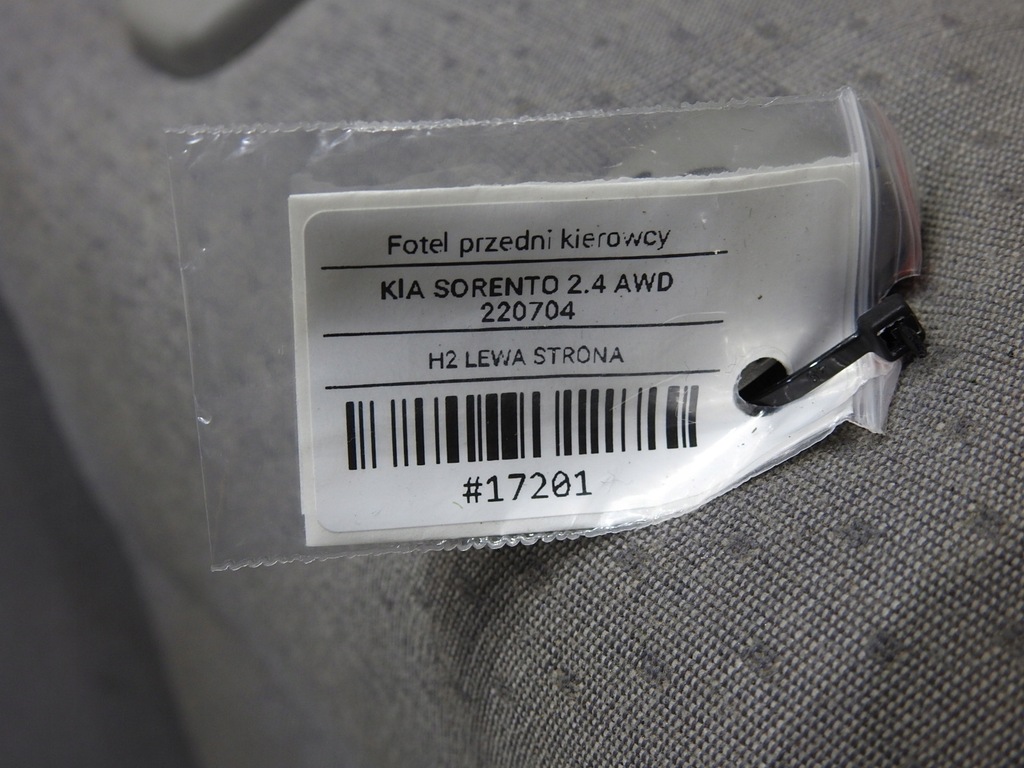 Fotel przedni kierowcy
KIA SORENTO 2.4 AWD
220704
H2 LEWA STRONA
#17201